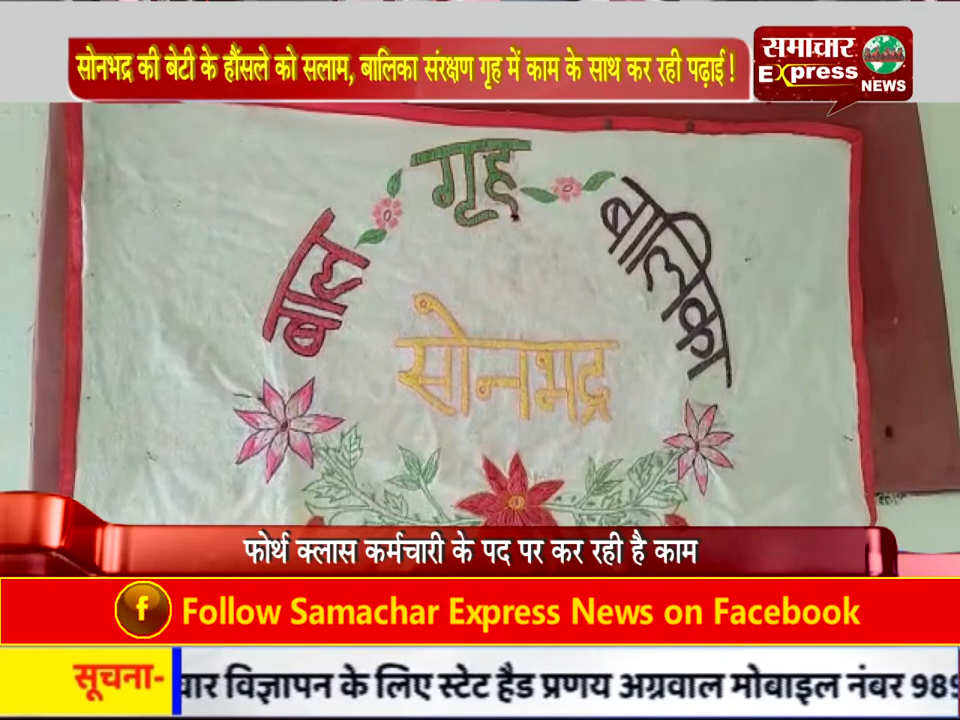 सोनभद्र की बेटी के हौंसले को सलाम, बालिका संरक्षण गृह में काम के साथ कर रही पढ़ाई!
समाचार
Express
NEWS
बाल गृह बालिका
सोनभद्र
फोर्थ क्लास कर्मचारी के पद पर कर रही है काम
f Follow Samachar Express News on Facebook
सूचना- विज्ञापन के लिए स्टेट हैड प्रणय अग्रवाल मोबाइल नंबर